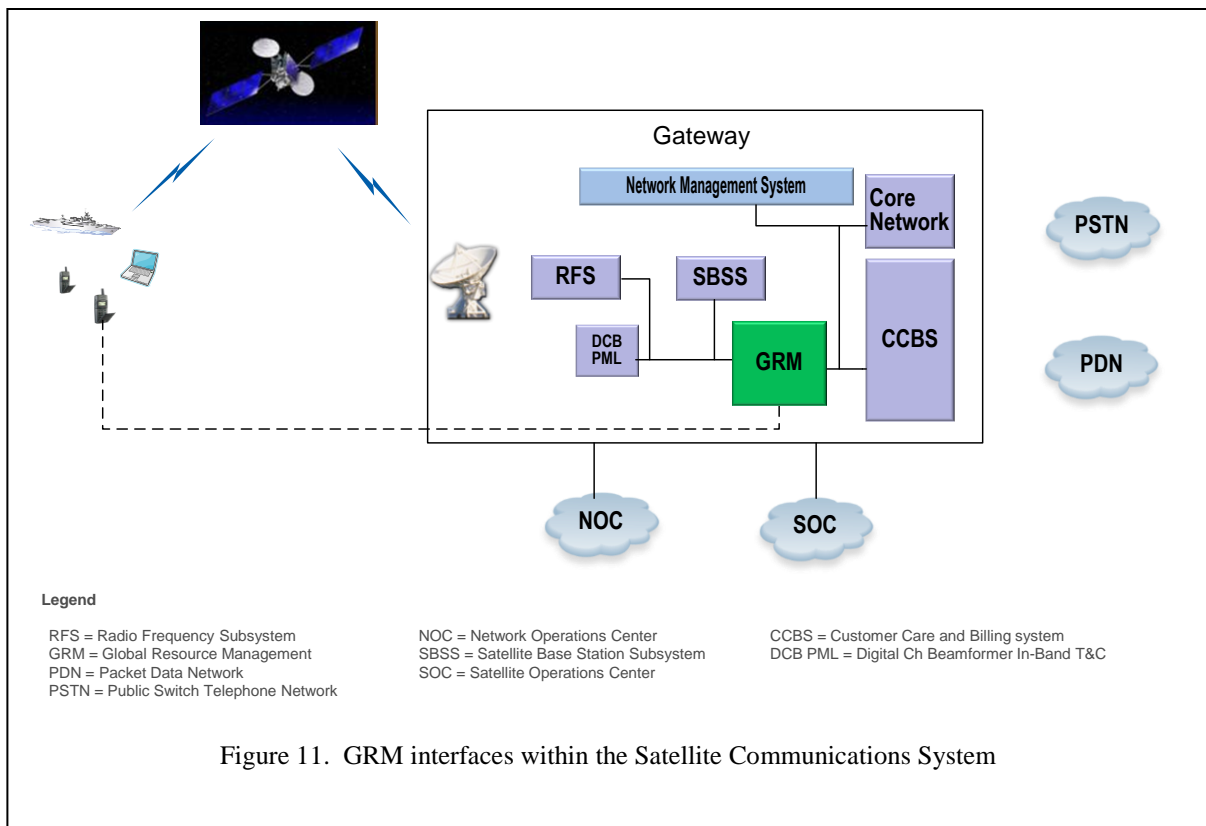 Gateway
Network Management System
Core
Network
RFS
SBSS
DCB
PML
GRM
CCBS
PSTN
PDN
NOC
SOC
Legend
RFS = Radio Frequency Subsystem
GRM = Global Resource Management
PDN = Packet Data Network
PSTN = Public Switch Telephone Network
NOC = Network Operations Center
SBSS = Satellite Base Station Subsystem
SOC = Satellite Operations Center
CCBS = Customer Care and Billing system
DCB PML = Digital Ch Beamformer In-Band T&C
Figure 11.  GRM interfaces within the Satellite Communications System